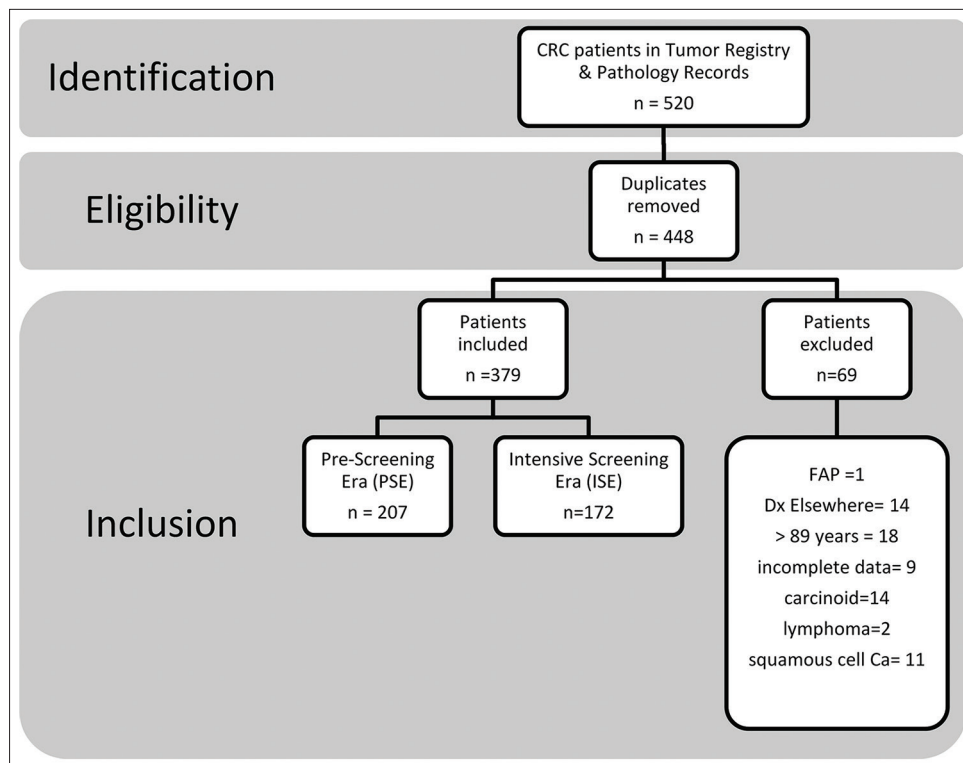 Identification
CRC patients in Tumor Registry
& Pathology Records
n = 520
Eligibility
Duplicates
removed
n = 448
Inclusion
Patients
included
n =379
Patients
excluded
n=69
Pre-Screening
Era (PSE)
n = 207
Intensive Screening
Era (ISE)
n=172
FAP =1
Dx Elsewhere= 14
> 89 years = 18
incomplete data= 9
carcinoid=14
lymphoma=2
squamous cell Ca= 11